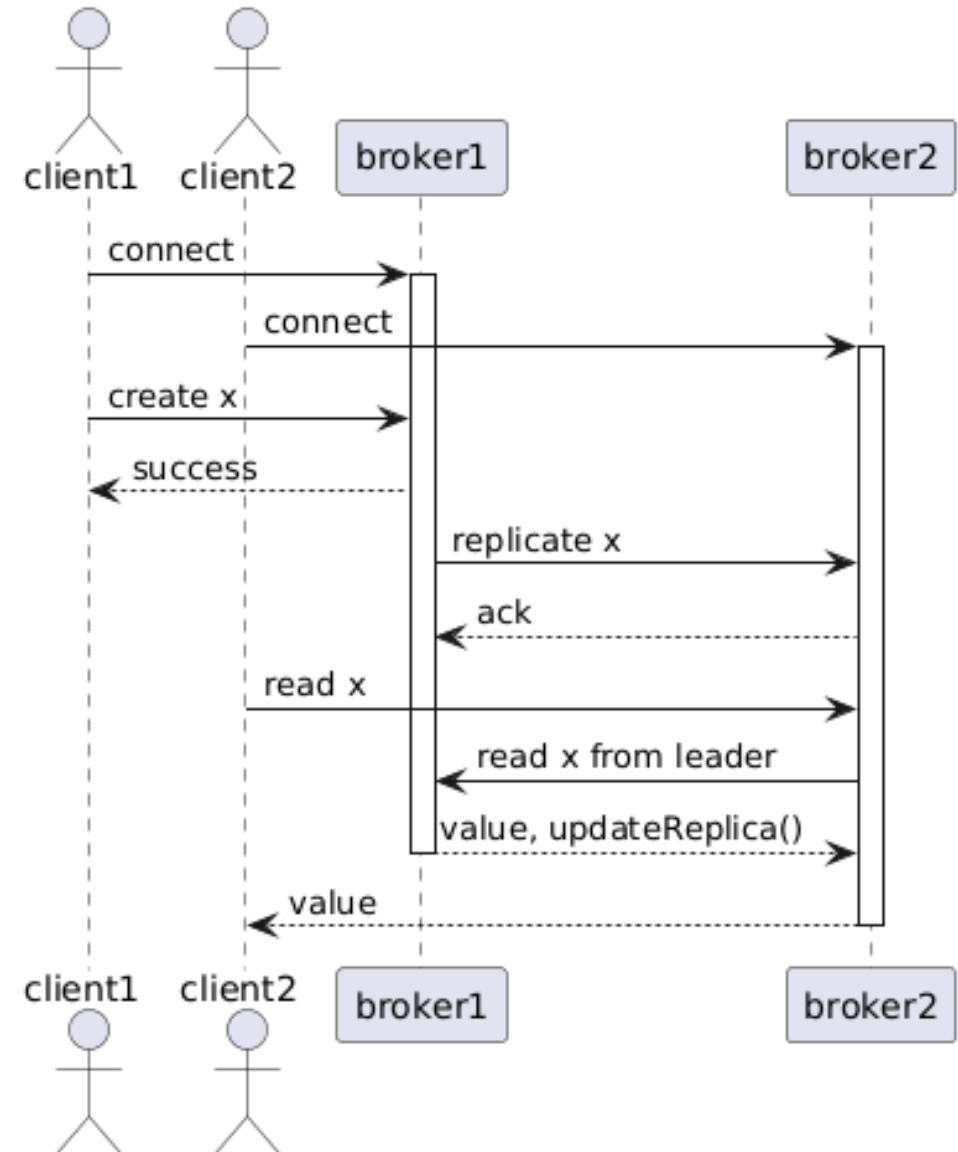 client1
client2
broker1
broker2
connect
connect
create x
success
replicate x
ack
read x
read x from leader
value, updateReplica()
value
client1
client2
broker1
broker2